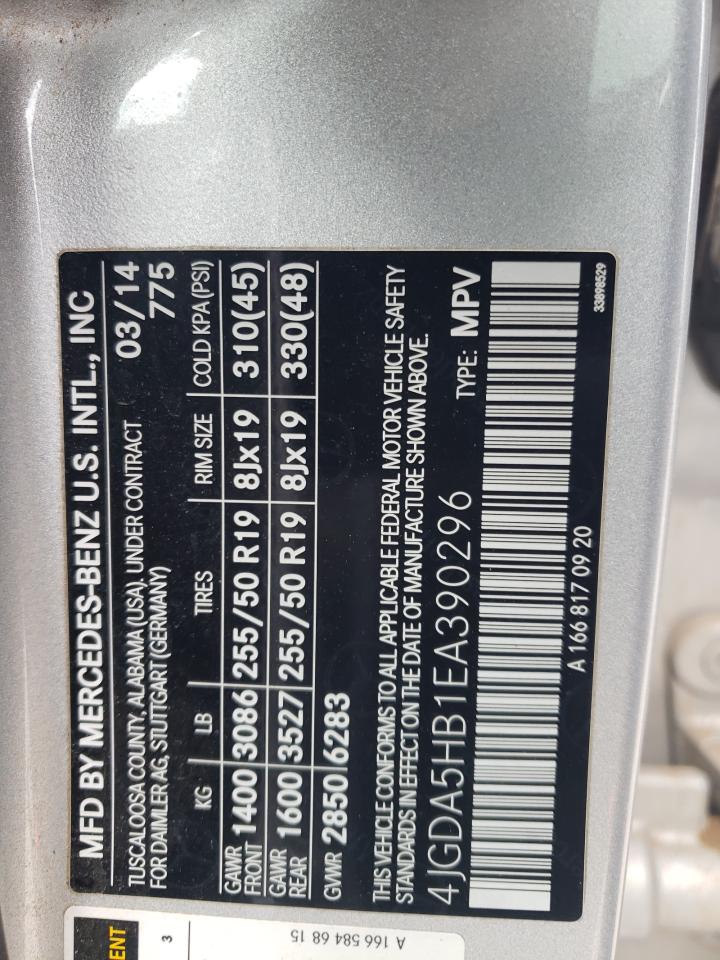 MFD BY MERCEDES-BENZ U.S. INTL., INC
TUSCALOOSA COUNTY, ALABAMA (USA), UNDER CONTRACT 03/14
FOR DAIMLER AG, STUTTGART (GERMANY) 775
KG LB TIRES RIM SIZE COLD KPA (PSI)
GAWR FRONT 1400 3086 255/50 R19 8Jx19 310(45)
GAWR REAR 1600 3527 255/50 R19 8Jx19 330(48)
GVWR 2850 6283
THIS VEHICLE CONFORMS TO ALL APPLICABLE FEDERAL MOTOR VEHICLE SAFETY
STANDARDS IN EFFECT ON THE DATE OF MANUFACTURE SHOWN ABOVE.
4JGDA5HB1EA390296 TYPE: MPV
A 166 817 09 20
33898529
3
A 166 584 68 15